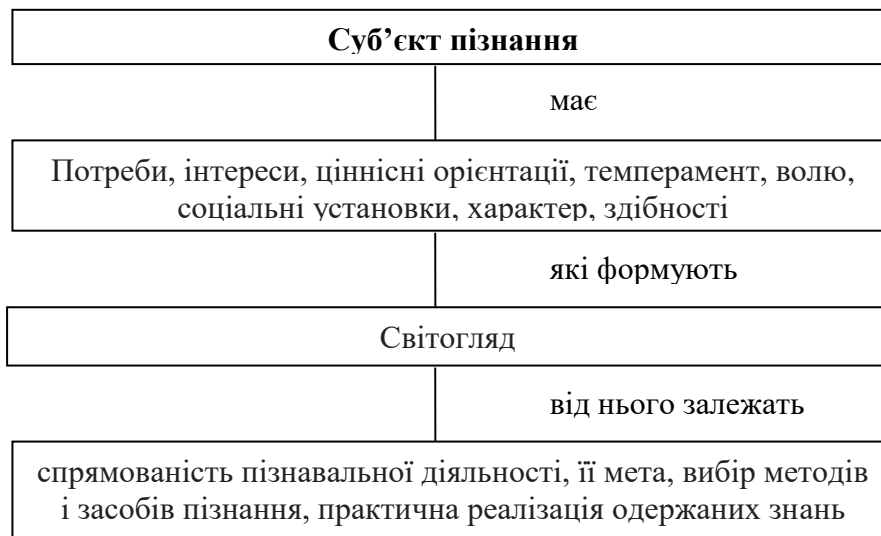 Суб’єкт пізнання
має
Потреби, інтереси, ціннісні орієнтації, темперамент, волю,
соціальні установки, характер, здібності
які формують
Світогляд
від нього залежать
спрямованість пізнавальної діяльності, її мета, вибір методів
і засобів пізнання, практична реалізація одержаних знань